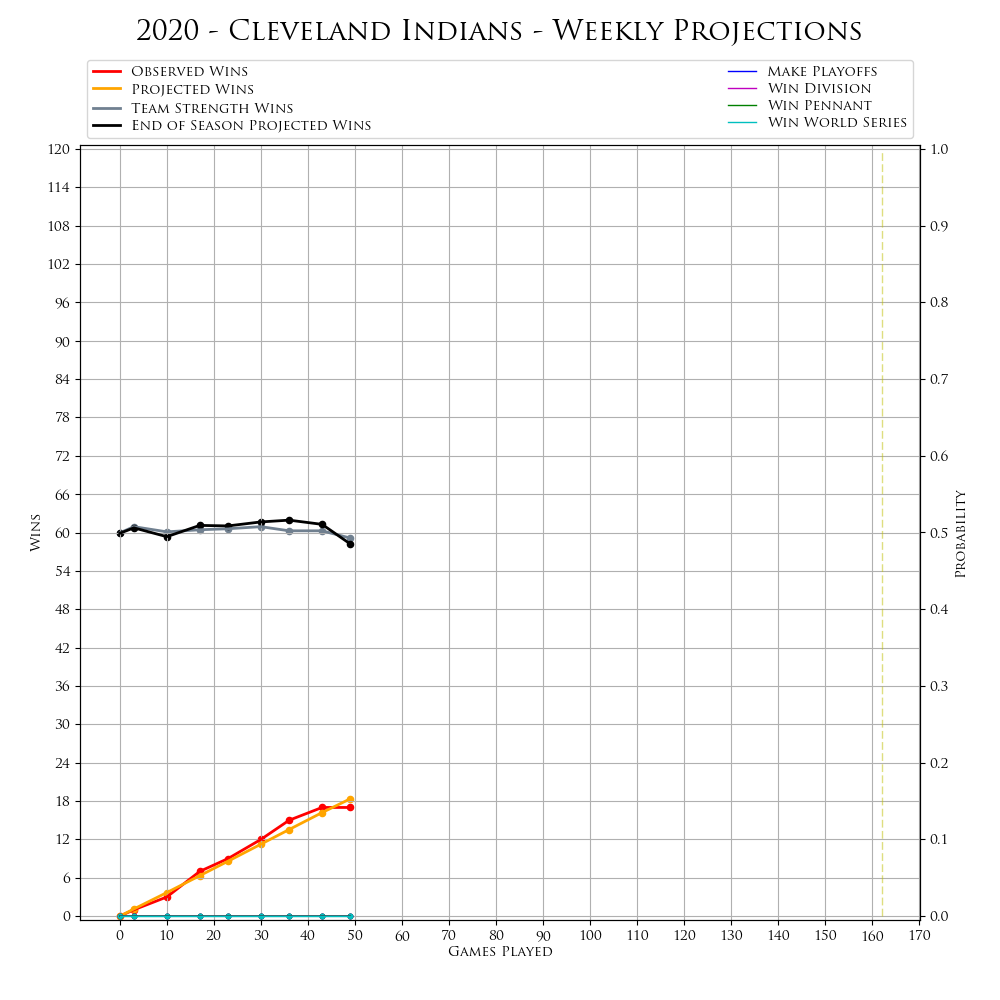 2020 - Cleveland Indians - Weekly Projections
Observed Wins
Projected Wins
Team Strength Wins
End of Season Projected Wins
Make Playoffs
Win Division
Win Pennant
Win World Series
120
114
108
102
96
90
84
78
72
66
60
54
48
42
36
30
24
18
12
6
0
Wins
1.0
0.9
0.8
0.7
0.6
0.5
0.4
0.3
0.2
0.1
0.0
Probability
0 10 20 30 40 50 60 70 80 90 100 110 120 130 140 150 160 170
Games Played